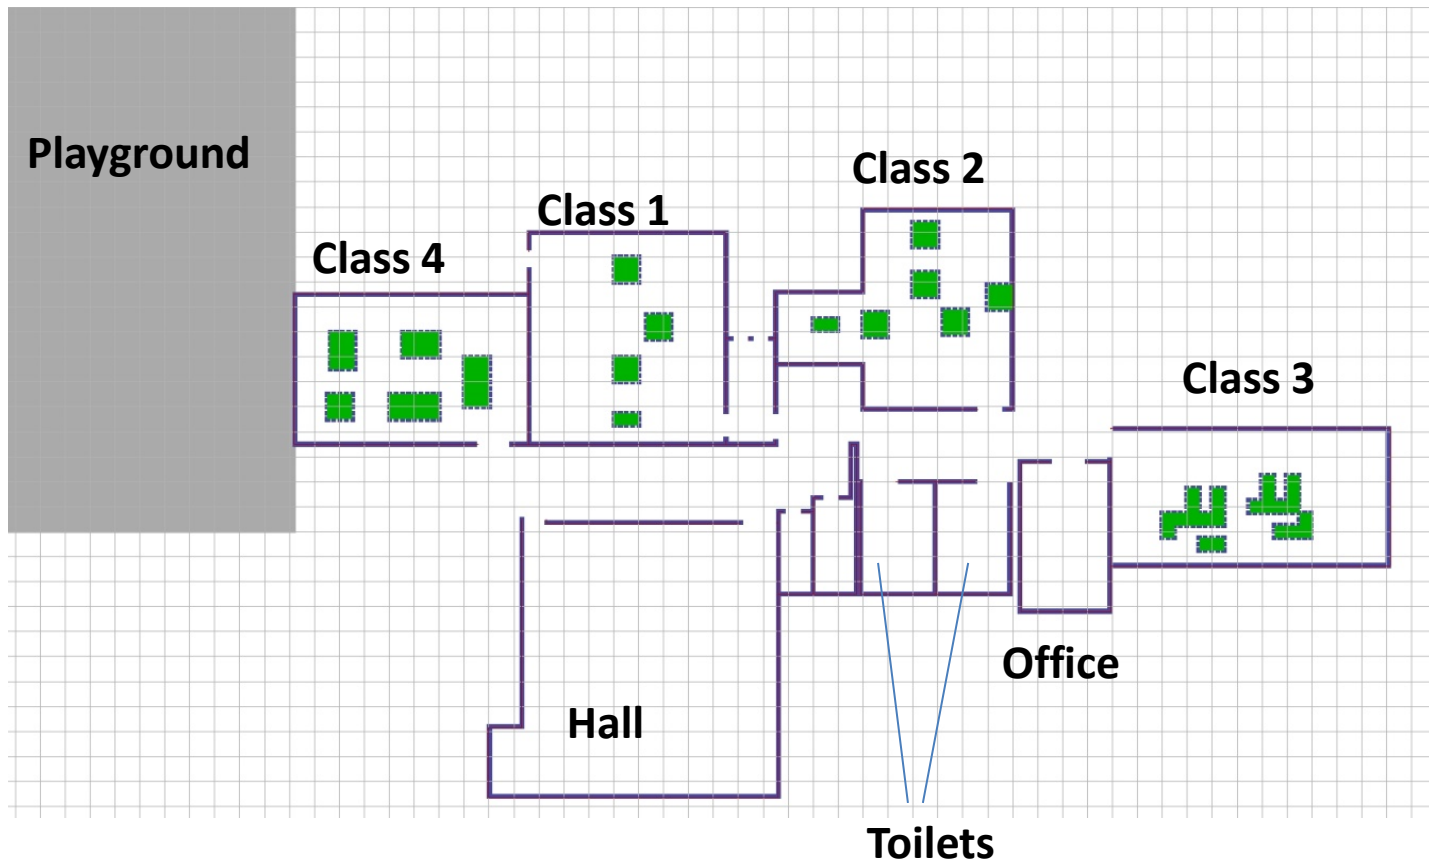 Playground
Class 2
Class 1
Class 4
Class 3
Office
Hall
Toilets